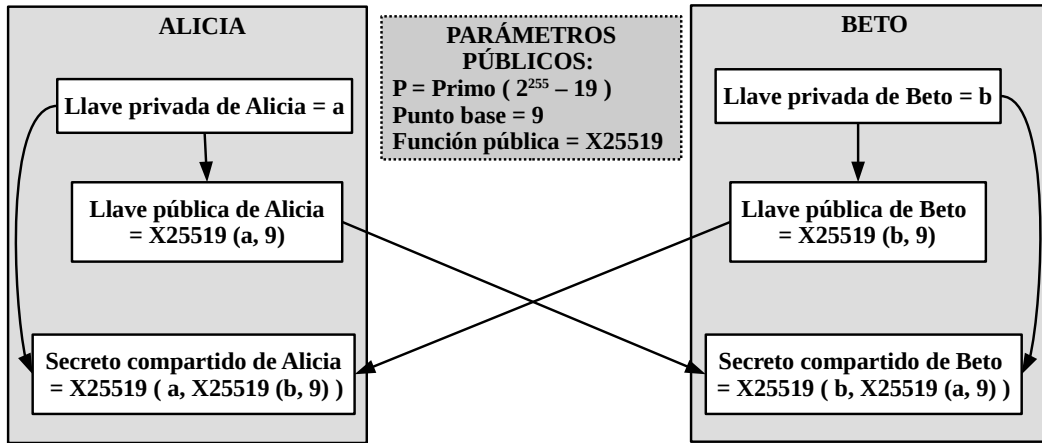 ALICIA
Llave privada de Alicia = a
Llave pública de Alicia
= X25519 (a, 9)
Secreto compartido de Alicia
= X25519 ( a, X25519 (b, 9) )
PARÁMETROS
PÚBLICOS:
P = Primo ( 2²⁵⁵ – 19 )
Punto base = 9
Función pública = X25519
BETO
Llave privada de Beto = b
Llave pública de Beto
= X25519 (b, 9)
Secreto compartido de Beto
= X25519 ( b, X25519 (a, 9) )